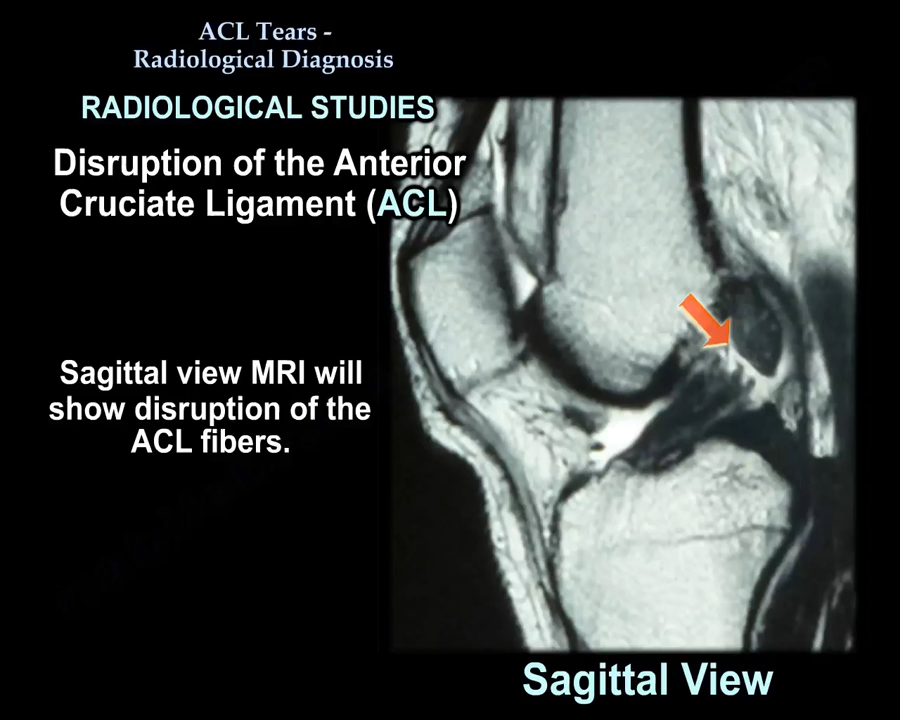 ACL Tears -
Radiological Diagnosis
RADIOLOGICAL STUDIES
Disruption of the Anterior
Cruciate Ligament (ACL)
Sagittal view MRI will
show disruption of the
ACL fibers.
Sagittal View